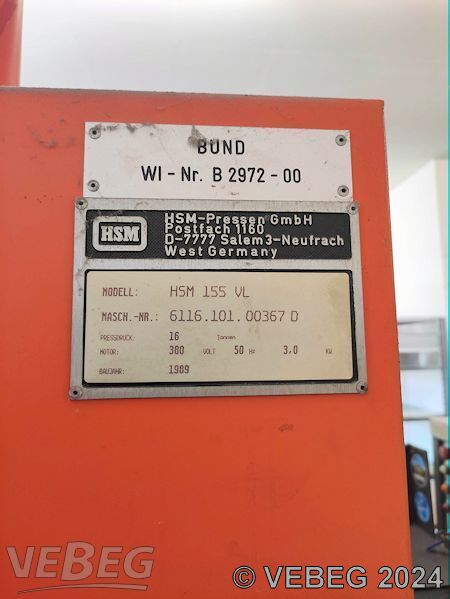 BUND
WI - Nr. B 2972 - 00
HSM
HSM-Pressen GmbH
Postfach 1160
D-7777 Salem 3-Neufrach
West Germany
MODELL: HSM 155 VL
MASCH.-NR.: 6116.101.00367 D
PRESSDRUCK: 16 Tonnen
MOTOR: 380 VOLT 50 Hz 3,0 KW
BAUJAHR: 1989
VEBEG
© VEBEG 2024